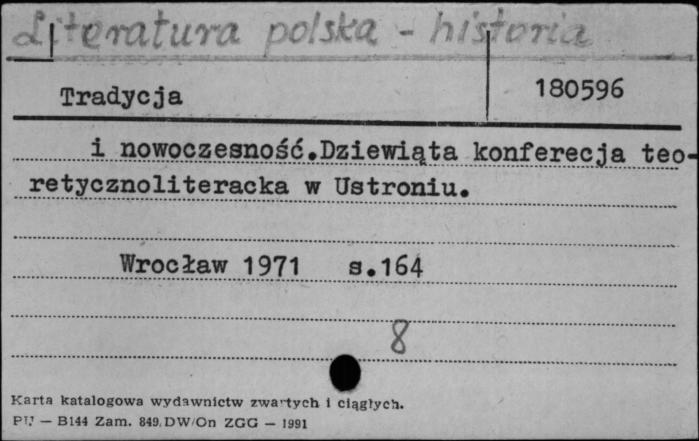 Literatura polska - historia
Tradycja 180596
i nowoczesność.Dziewiąta konferecja teo-
retycznoliteracka w Ustroniu.
Wrocław 1971 s.164
8
Karta katalogowa wydawnictw zwartych i ciągłych.
PU — B144 Zam. 849.DW/On ZGG — 1991